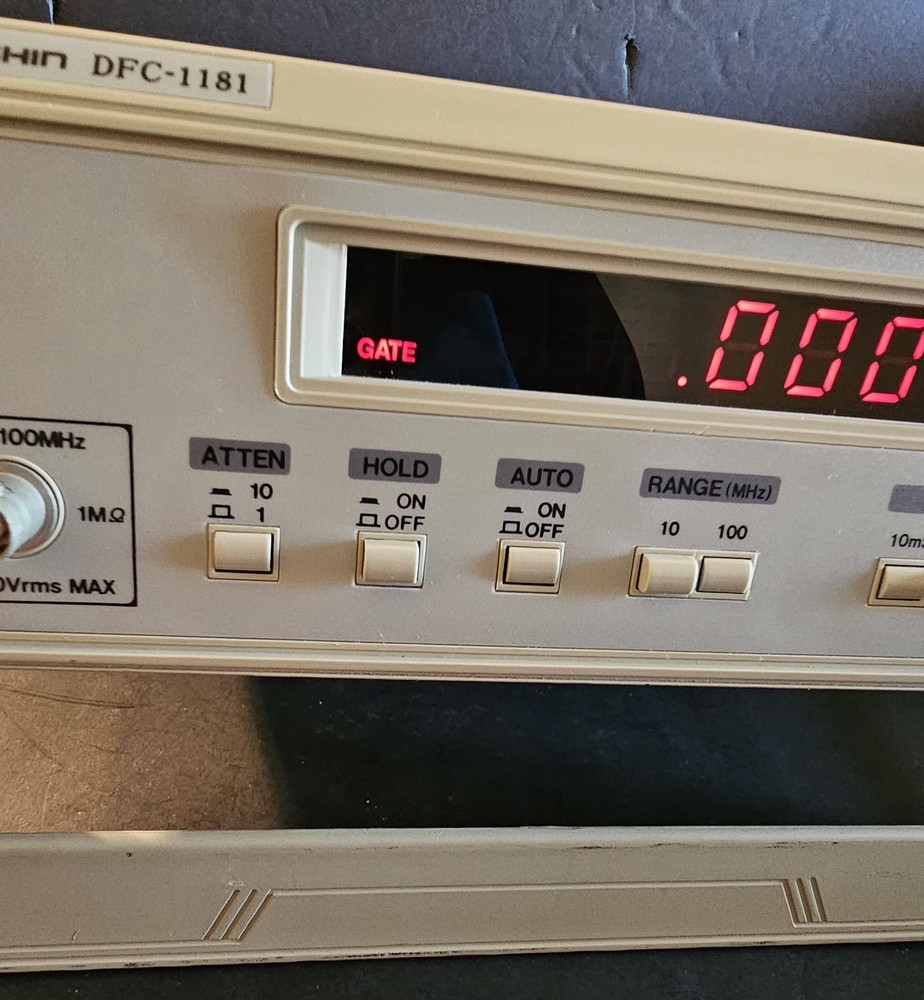 DFC-1181
GATE
.000
100MHz
1MΩ
Vrms MAX
ATTEN
10
1
HOLD
ON
OFF
AUTO
ON
OFF
RANGE (MHz)
10 100
10m